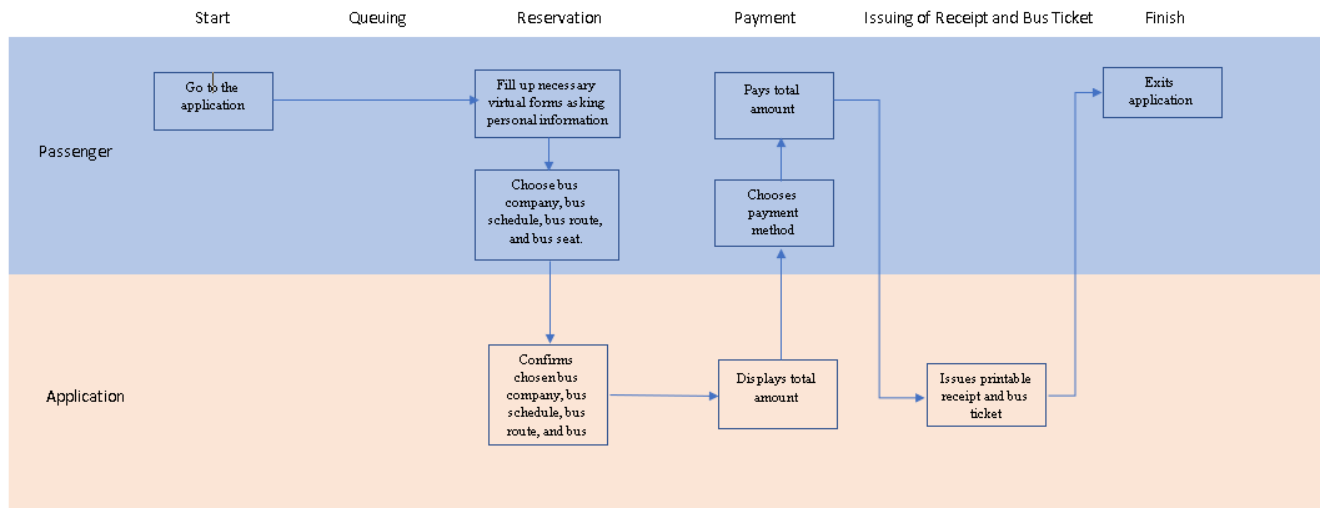 Start
Queuing
Reservation
Payment
Issuing of Receipt and Bus Ticket
Finish
Passenger
Go to the
application
Fill up necessary
virtual forms asking
personal information
Choose bus
company, bus
schedule, bus route,
and bus seat.
Pays total
amount
Chooses
payment
method
Exits
application
Application
Confirms
chosen bus
company, bus
schedule, bus
route, and bus
Displays total
amount
Issues printable
receipt and bus
ticket